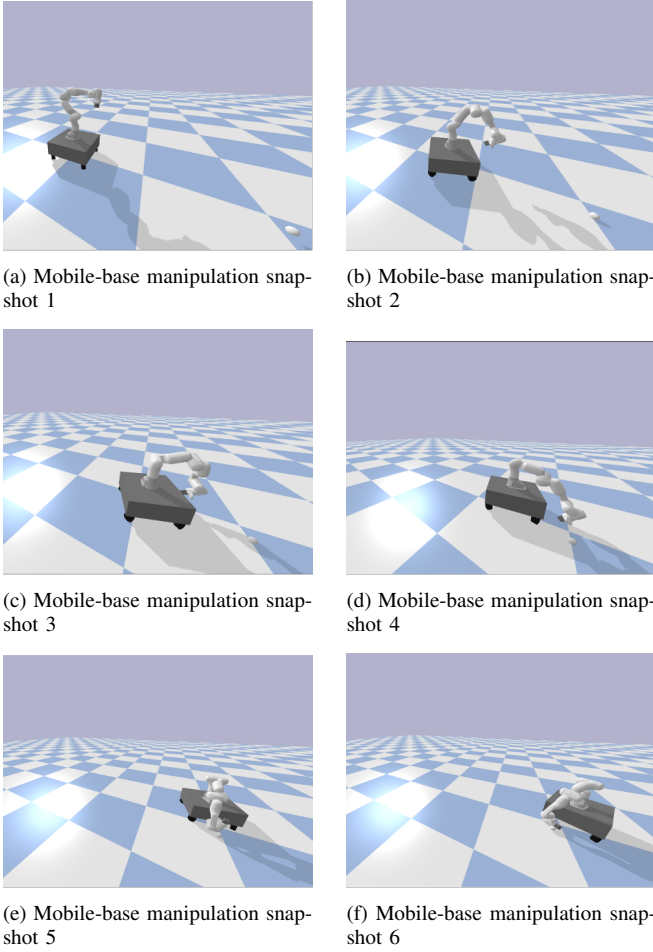 (a) Mobile-base manipulation snap-
shot 1
(b) Mobile-base manipulation snap-
shot 2
(c) Mobile-base manipulation snap-
shot 3
(d) Mobile-base manipulation snap-
shot 4
(e) Mobile-base manipulation snap-
shot 5
(f) Mobile-base manipulation snap-
shot 6